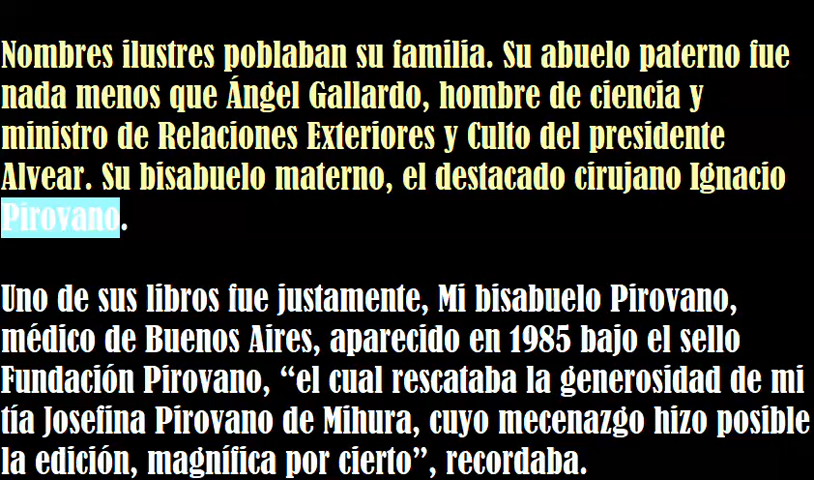 Nombres ilustres poblaban su familia. Su abuelo paterno fue
nada menos que Ángel Gallardo, hombre de ciencia y
ministro de Relaciones Exteriores y Culto del presidente
Alvear. Su bisabuelo materno, el destacado cirujano Ignacio
Pirovano.
Uno de sus libros fue justamente, Mi bisabuelo Pirovano,
médico de Buenos Aires, aparecido en 1985 bajo el sello
Fundación Pirovano, “el cual rescataba la generosidad de mi
tía Josefina Pirovano de Mihura, cuyo mecenazgo hizo posible
la edición, magnífica por cierto”, recordaba.